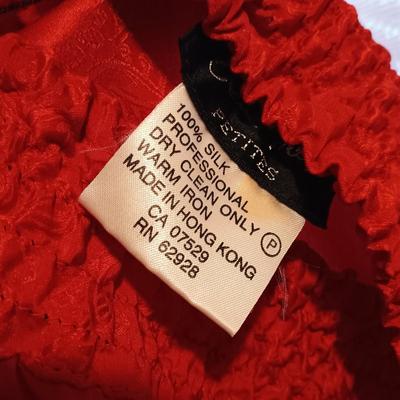 PETITES
100% SILK
PROFESSIONAL
DRY CLEAN ONLY Ⓟ
WARM IRON
MADE IN HONG KONG
CA 07529
RN 62928